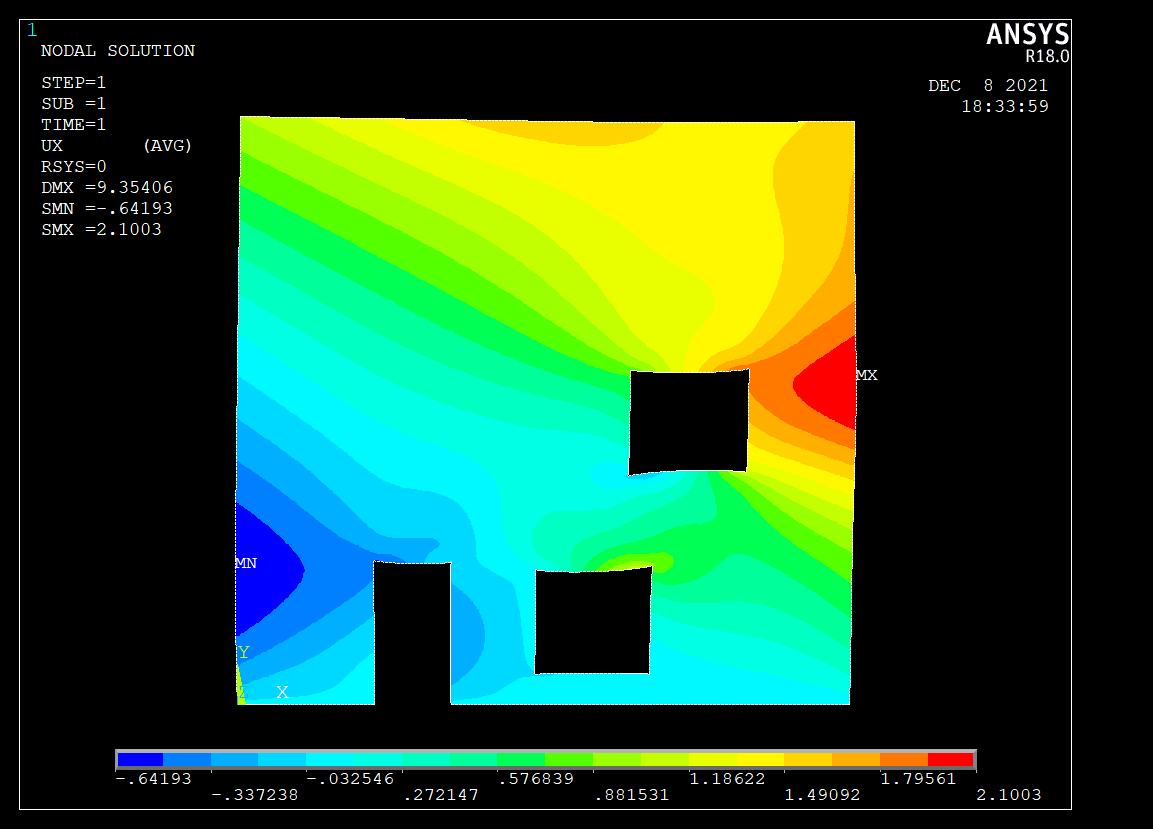 1
ANSYS
R18.0
NODAL SOLUTION
STEP=1
SUB =1
TIME=1
UX (AVG)
RSYS=0
DMX =9.35406
SMN =-.64193
SMX =2.1003
DEC 8 2021
18:33:59
MX
MN
Y
X
-.64193 -.032546 .576839 1.18622 1.79561
-.337238 .272147 .881531 1.49092 2.1003